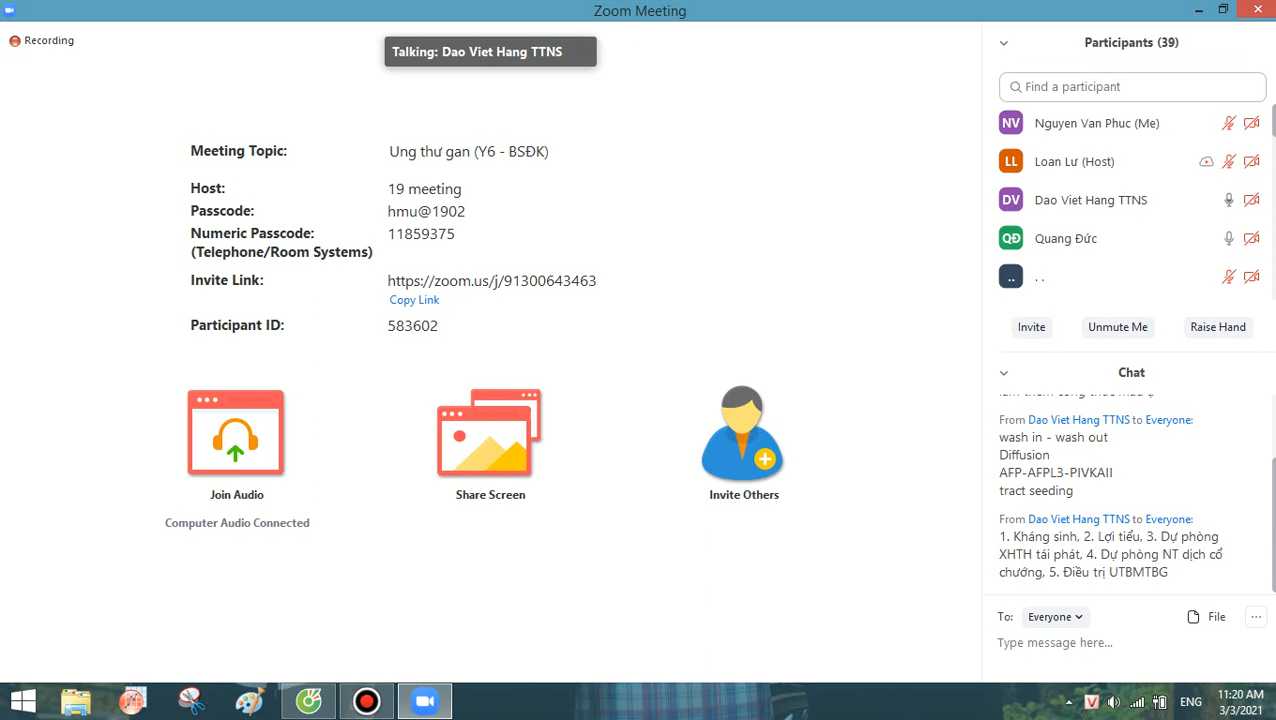 Zoom Meeting
Recording
Talking: Dao Viet Hang TTNS
Meeting Topic: Ung thư gan (Y6 - BSĐK)
Host: 19 meeting
Passcode: hmu@1902
Numeric Passcode: 11859375
(Telephone/Room Systems)
Invite Link: https://zoom.us/j/91300643463
Copy Link
Participant ID: 583602
Join Audio
Share Screen
Invite Others
Computer Audio Connected
Participants (39)
Find a participant
NV Nguyen Van Phuc (Me)
LL Loan Lư (Host)
DV Dao Viet Hang TTNS
QĐ Quang Đức
.. . .
Invite Unmute Me Raise Hand
Chat
From Dao Viet Hang TTNS to Everyone:
wash in - wash out
Diffusion
AFP-AFPL3-PIVKAII
tract seeding
From Dao Viet Hang TTNS to Everyone:
1. Kháng sinh, 2. Lợi tiểu, 3. Dự phòng
XHTH tái phát, 4. Dự phòng NT dịch cổ
chướng, 5. Điều trị UTBMTBG
To: Everyone File ...
Type message here...
V ENG 11:20 AM
3/3/2021